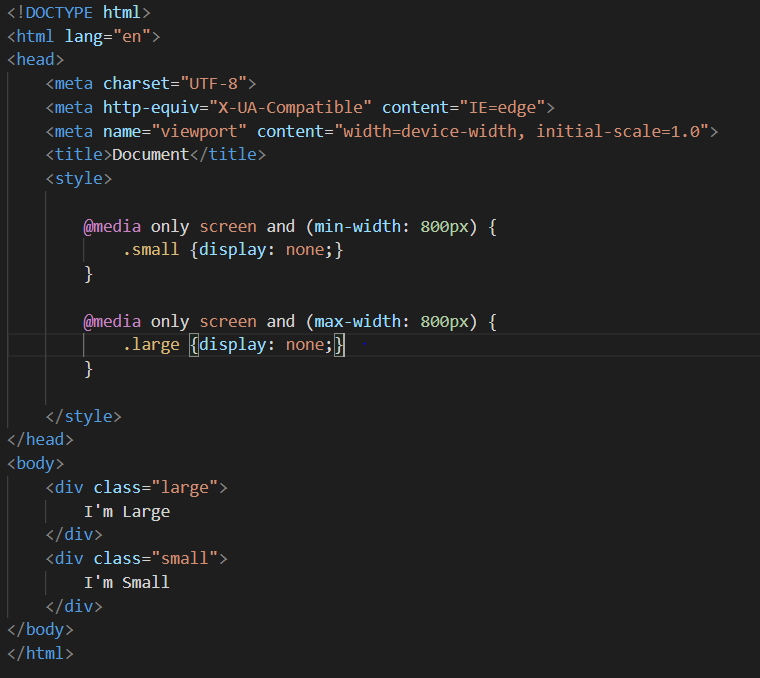 <!DOCTYPE html>
<html lang="en">
<head>
    <meta charset="UTF-8">
    <meta http-equiv="X-UA-Compatible" content="IE=edge">
    <meta name="viewport" content="width=device-width, initial-scale=1.0">
    <title>Document</title>
    <style>
        @media only screen and (min-width: 800px) {
            .small {display: none;}
        }
        @media only screen and (max-width: 800px) {
            .large {display: none;}
        }
    </style>
</head>
<body>
    <div class="large">
        I'm Large
    </div>
    <div class="small">
        I'm Small
    </div>
</body>
</html>